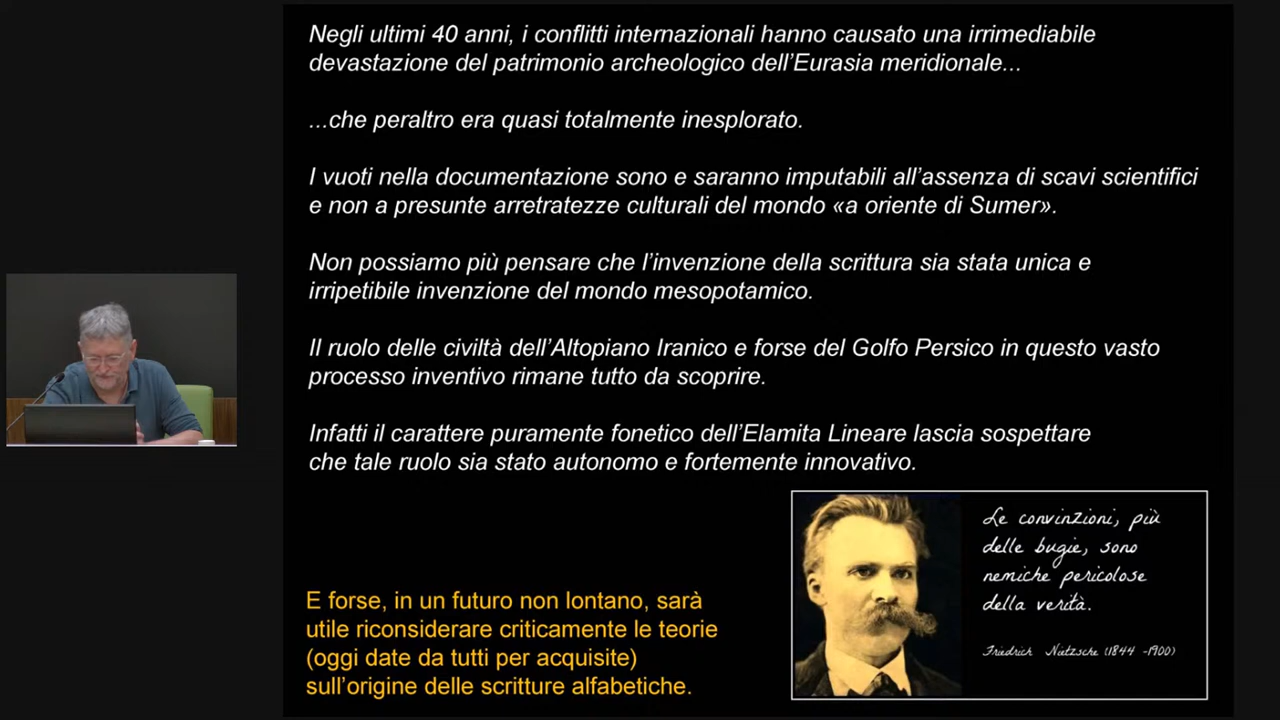 Negli ultimi 40 anni, i conflitti internazionali hanno causato una irrimediabile
devastazione del patrimonio archeologico dell'Eurasia meridionale...
...che peraltro era quasi totalmente inesplorato.
I vuoti nella documentazione sono e saranno imputabili all'assenza di scavi scientifici
e non a presunte arretratezze culturali del mondo «a oriente di Sumer».
Non possiamo più pensare che l'invenzione della scrittura sia stata unica e
irripetibile invenzione del mondo mesopotamico.
Il ruolo delle civiltà dell'Altopiano Iranico e forse del Golfo Persico in questo vasto
processo inventivo rimane tutto da scoprire.
Infatti il carattere puramente fonetico dell'Elamita Lineare lascia sospettare
che tale ruolo sia stato autonomo e fortemente innovativo.
Le convinzioni, più
delle bugie, sono
nemiche pericolose
della verità.
Friedrich Nietzsche (1844 -1900)
E forse, in un futuro non lontano, sarà
utile riconsiderare criticamente le teorie
(oggi date da tutti per acquisite)
sull'origine delle scritture alfabetiche.